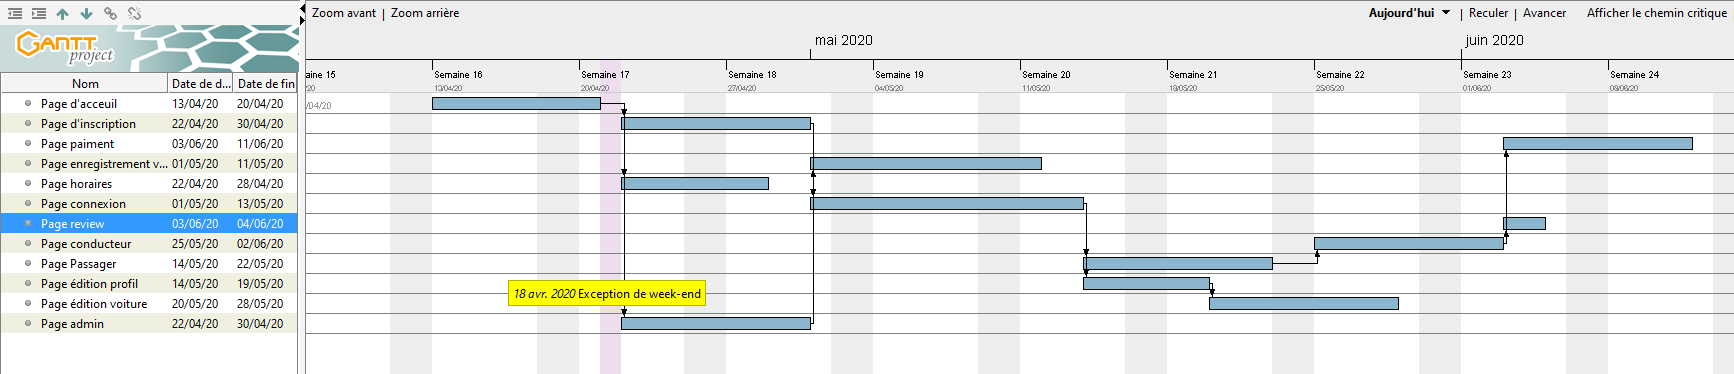 Zoom avant | Zoom arrière
Aujourd'hui | Reculer | Avancer Afficher le chemin critique
GANTT
project
mai 2020
juin 2020
Nom Date de d... Date de fin
aine 15 Semaine 16 Semaine 17 Semaine 18 Semaine 19 Semaine 20 Semaine 21 Semaine 22 Semaine 23 Semaine 24
/20 13/04/20 20/04/20 27/04/20 04/05/20 11/05/20 18/05/20 25/05/20 01/06/20 08/06/20
Page d'acceuil 13/04/20 20/04/20
/04/20
Page d'inscription 22/04/20 30/04/20
Page paiment 03/06/20 11/06/20
Page enregistrement v... 01/05/20 11/05/20
Page horaires 22/04/20 28/04/20
Page connexion 01/05/20 13/05/20
Page review 03/06/20 04/06/20
Page conducteur 25/05/20 02/06/20
Page Passager 14/05/20 22/05/20
Page édition profil 14/05/20 19/05/20
18 avr. 2020 Exception de week-end
Page édition voiture 20/05/20 28/05/20
Page admin 22/04/20 30/04/20